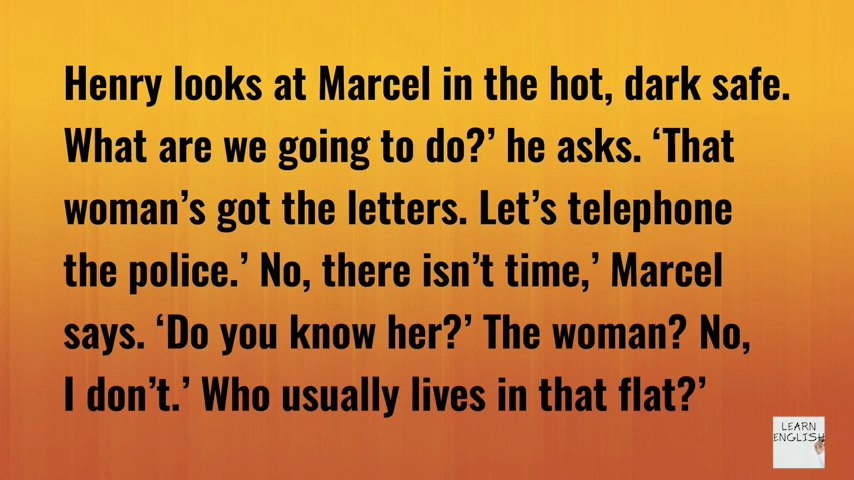 Henry looks at Marcel in the hot, dark safe.
What are we going to do?’ he asks. ‘That
woman’s got the letters. Let’s telephone
the police.’ No, there isn’t time,’ Marcel
says. ‘Do you know her?’ The woman? No,
I don’t.’ Who usually lives in that flat?’
LEARN
ENGLISH